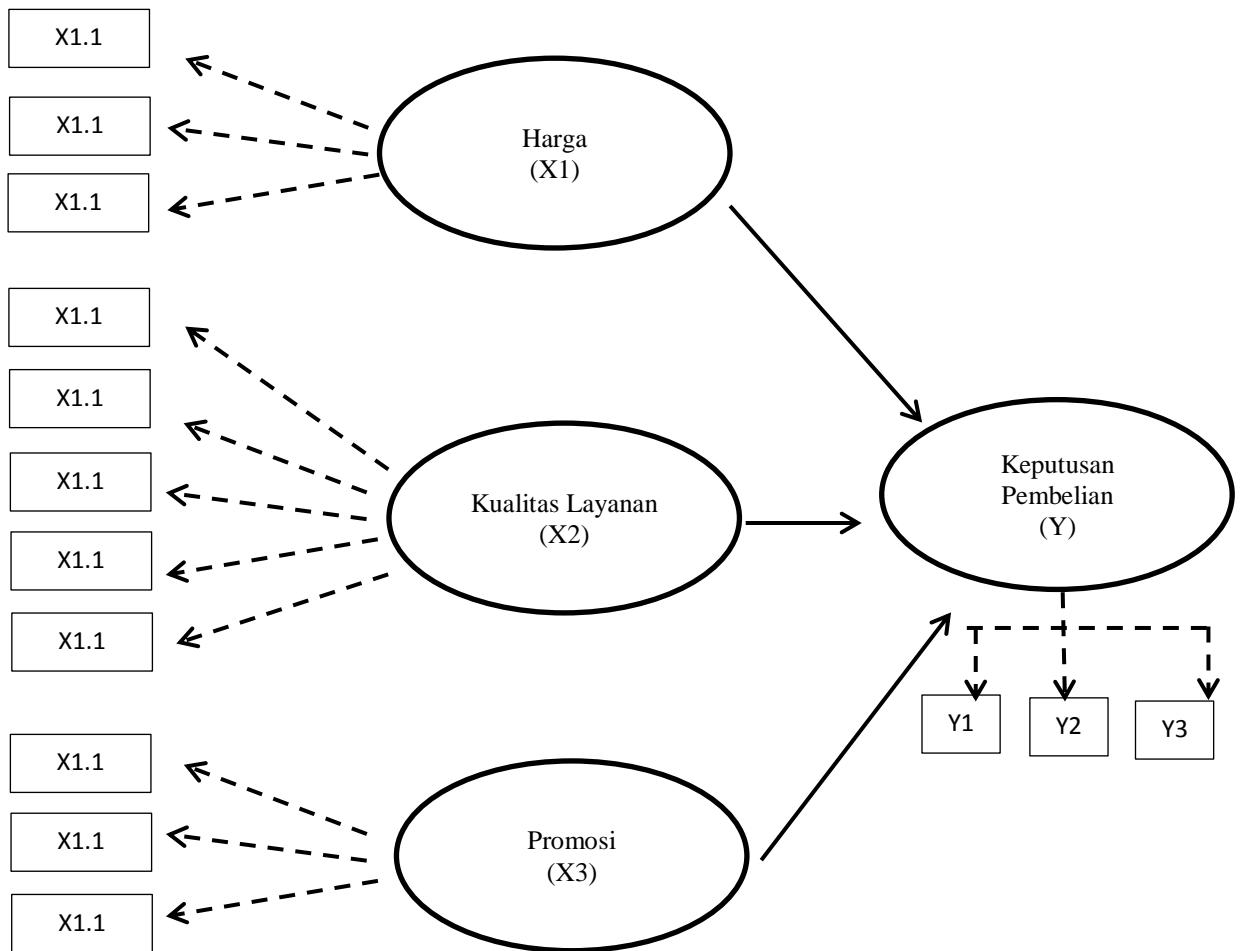 X1.1
X1.1
X1.1
Harga
(X1)
X1.1
X1.1
X1.1
X1.1
X1.1
Kualitas Layanan
(X2)
Keputusan
Pembelian
(Y)
Y1
Y2
Y3
X1.1
X1.1
X1.1
Promosi
(X3)